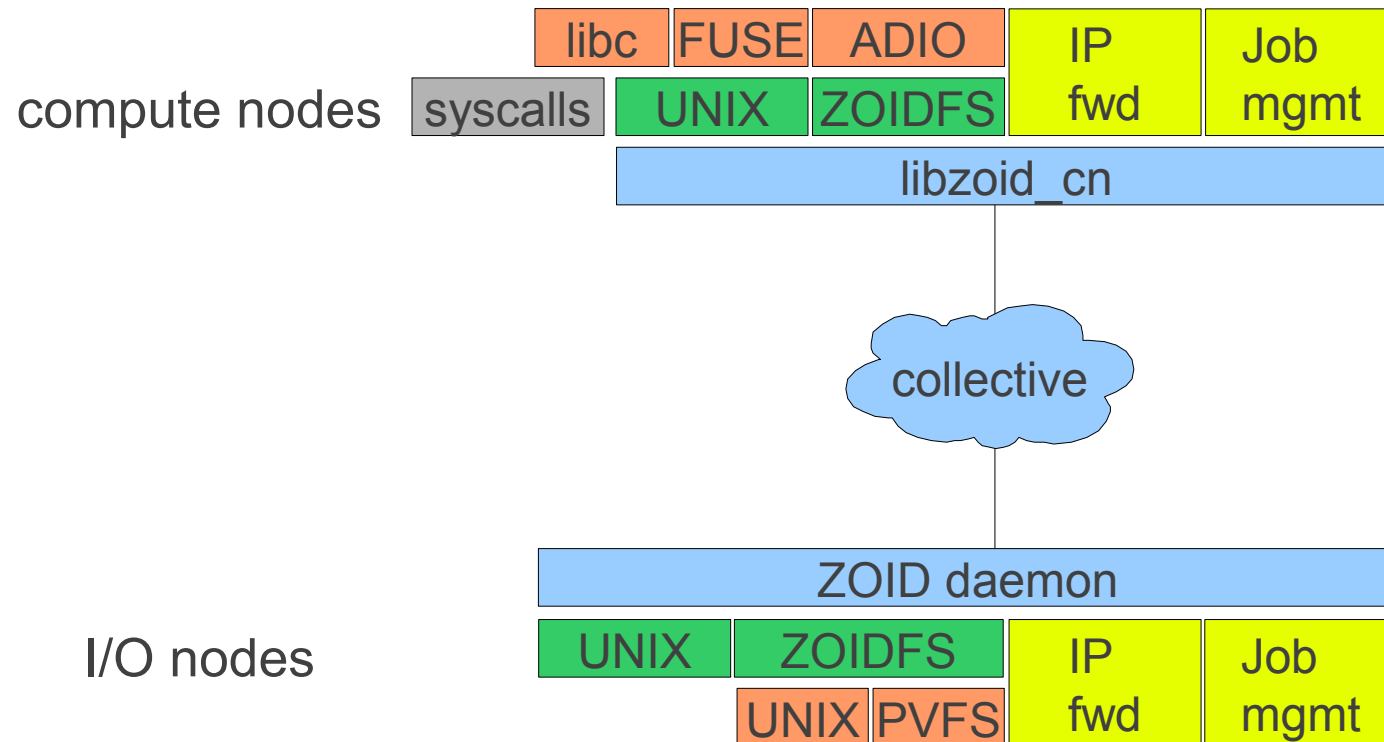 libc FUSE ADIO IP Job
compute nodes syscalls UNIX ZOIDFS fwd mgmt
libzoid_cn
collective
ZOID daemon
I/O nodes UNIX ZOIDFS IP Job
UNIX PVFS fwd mgmt